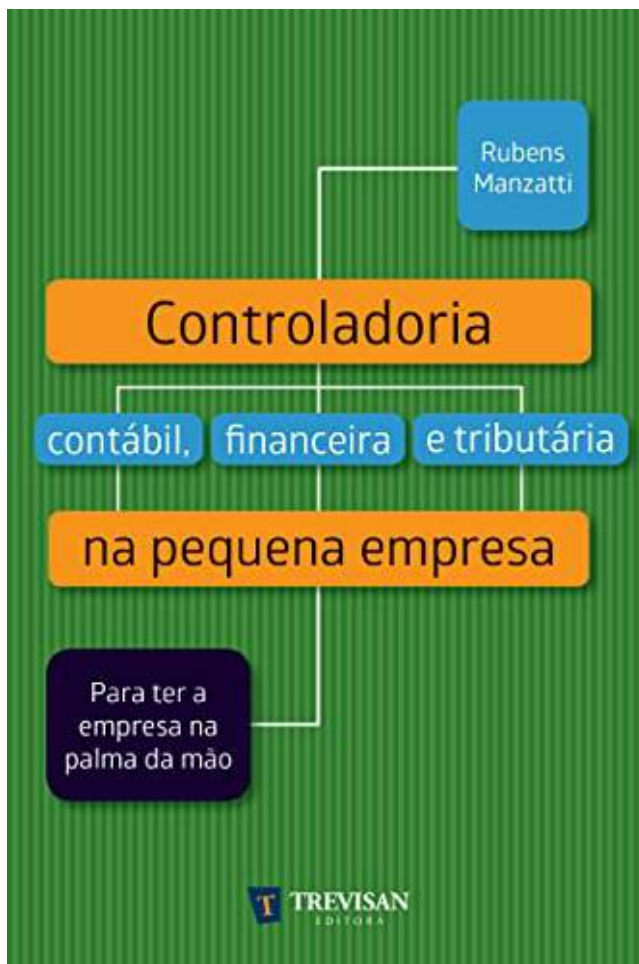 Rubens
Manzatti
Controladoria
contábil, financeira e tributária
na pequena empresa
Para ter a
empresa na
palma da mão
T TREVISAN
EDITORA